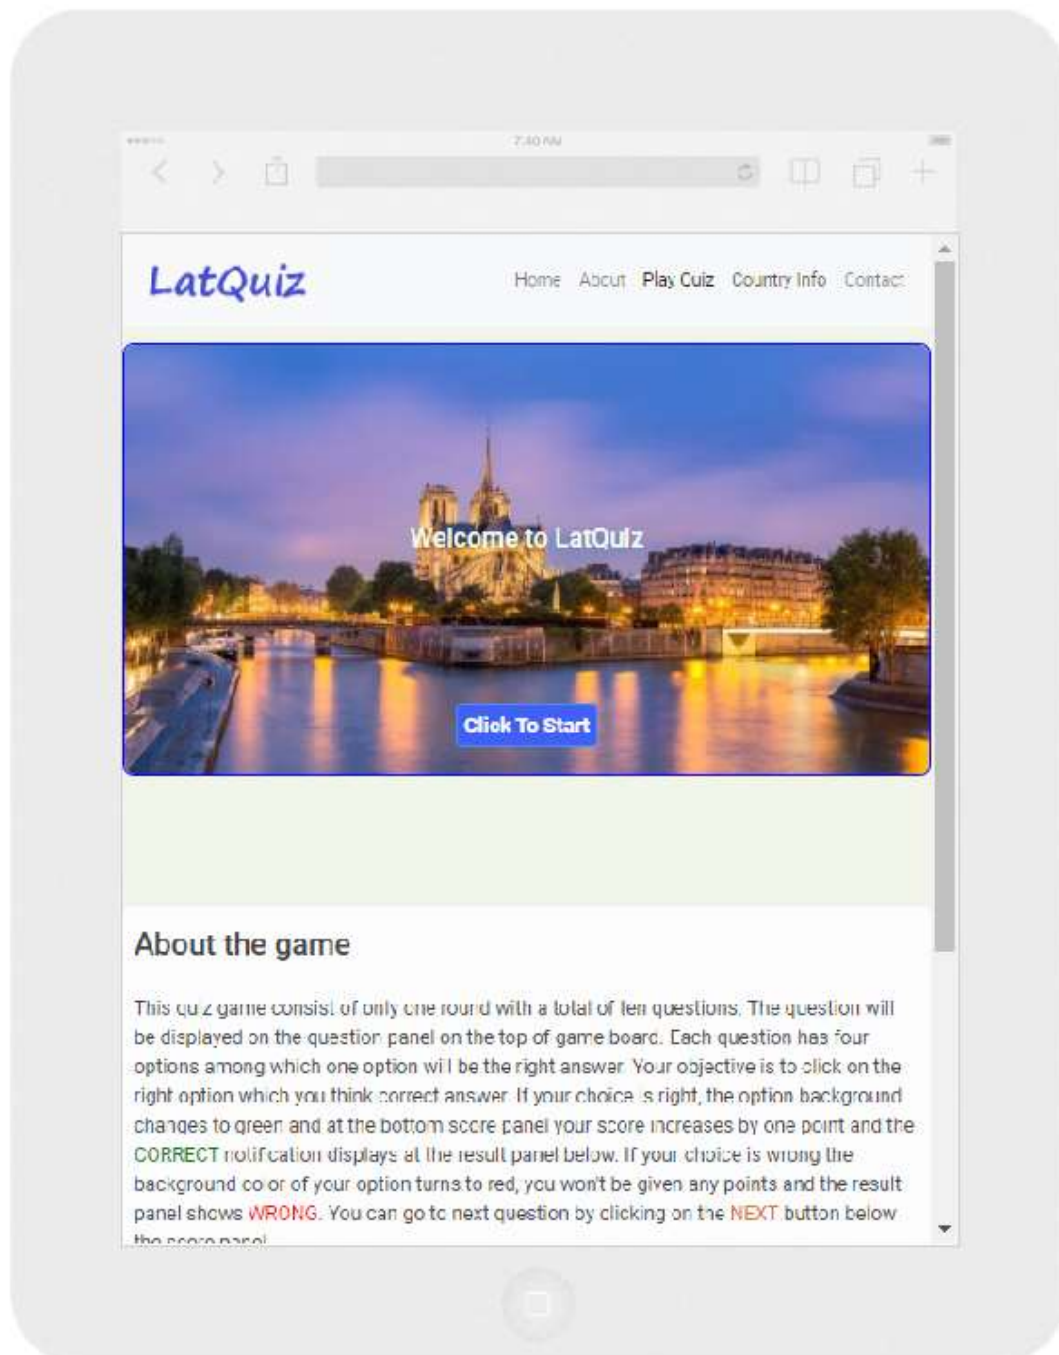 7:40 PM
LatQuiz
Home About Play Quiz Country Info Contact
Welcome to LatQuiz
Click To Start
About the game
This quiz game consist of only one round with a total of ten questions. The question will
be displayed on the question panel on the top of game board. Each question has four
options among which one option will be the right answer. Your objective is to click on the
right option which you think correct answer. If your choice is right, the option background
changes to green and at the bottom score panel your score increases by one point and the
CORRECT notification displays at the result panel below. If your choice is wrong the
background color of your option turns to red, you won't be given any points and the result
panel shows WRONG. You can go to next question by clicking on the NEXT button below
the score panel